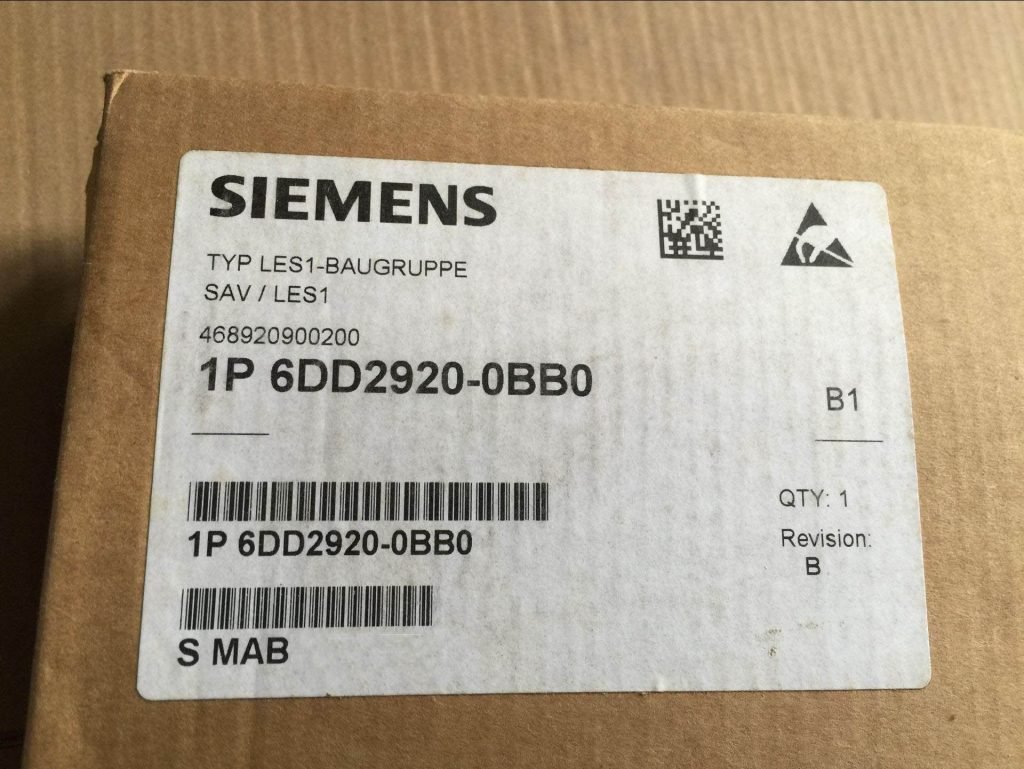 SIEMENS
TYP LES1-BAUGRUPPE
SAV / LES1
468920900200
1P 6DD2920-0BB0
B1
1P 6DD2920-0BB0
QTY: 1
Revision:
B
S MAB